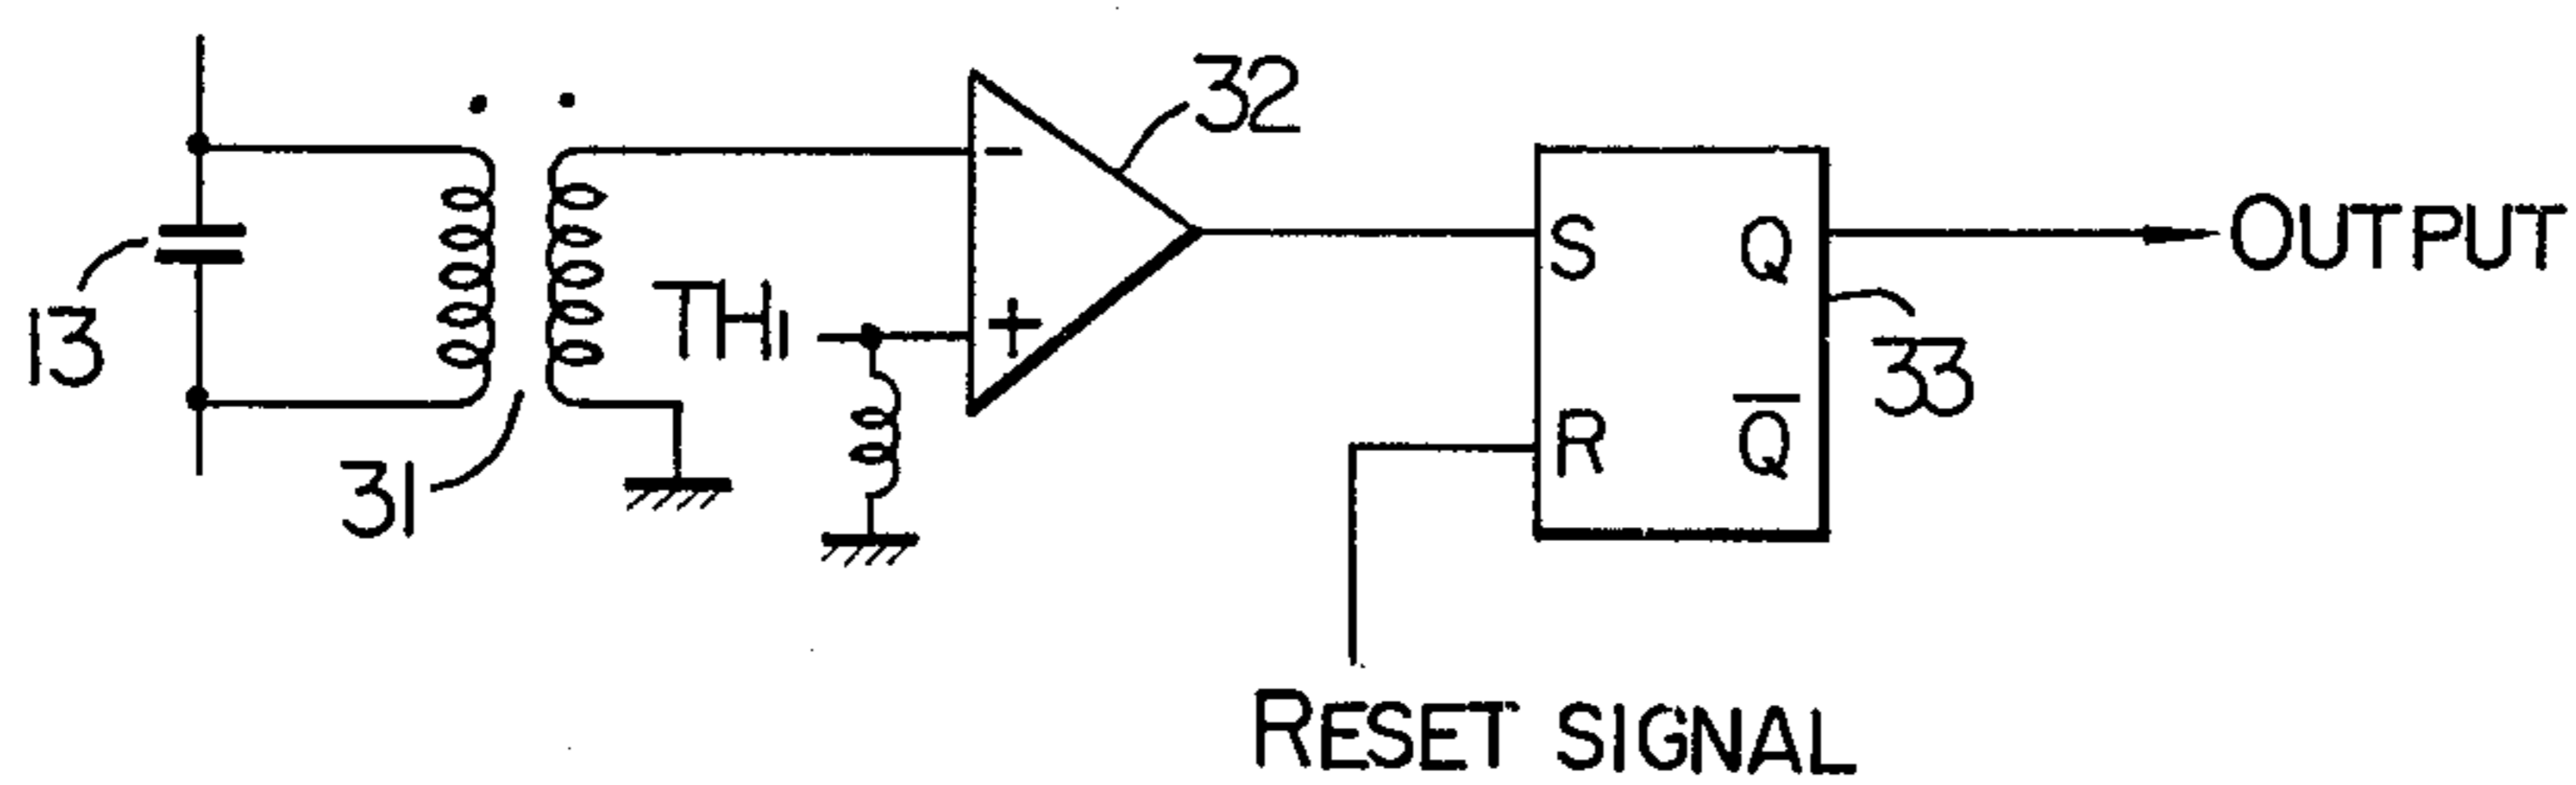 32
− S Q OUTPUT
13 TH1 +
33
R Q̅
31
RESET SIGNAL